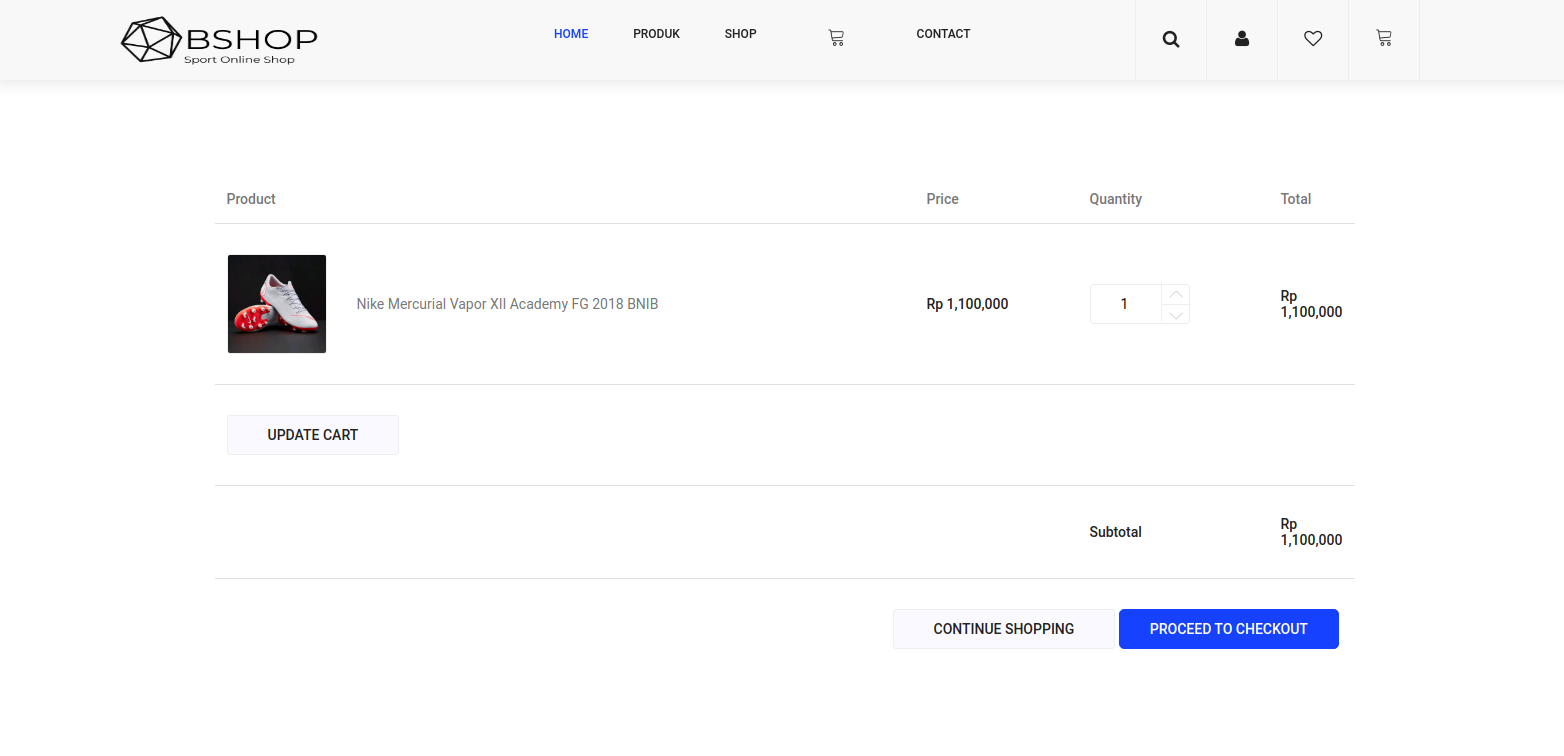 BSHOP
Sport Online Shop
HOME PRODUK SHOP CONTACT
Product Price Quantity Total
Nike Mercurial Vapor XII Academy FG 2018 BNIB Rp 1,100,000 1 Rp
1,100,000
UPDATE CART
Subtotal Rp
1,100,000
CONTINUE SHOPPING PROCEED TO CHECKOUT